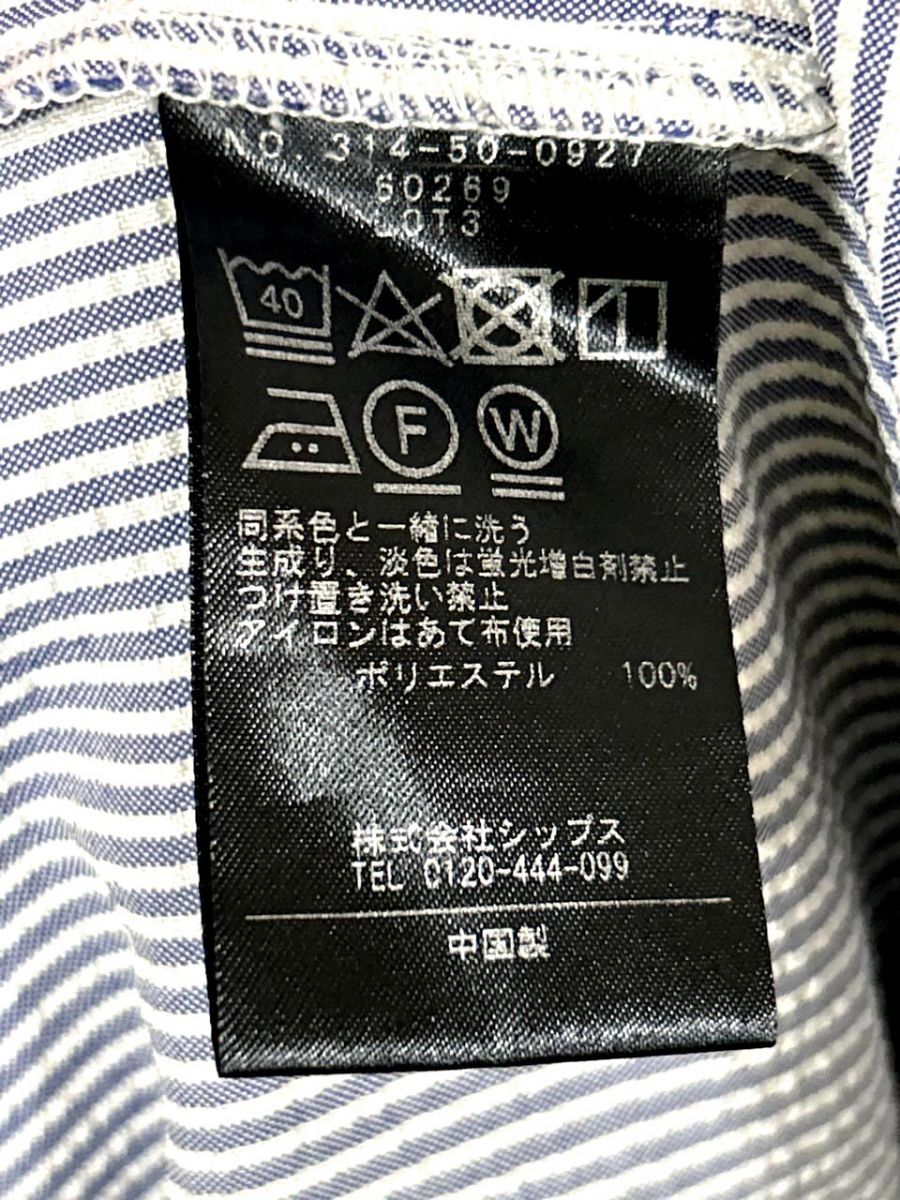 NO. 314-50-0927
60269
LOT3
40
F W
同系色と一緒に洗う
生成り、淡色は蛍光増白剤禁止
つけ置き洗い禁止
アイロンはあて布使用
ポリエステル 100%
株式会社シップス
TEL 0120-444-099
中国製